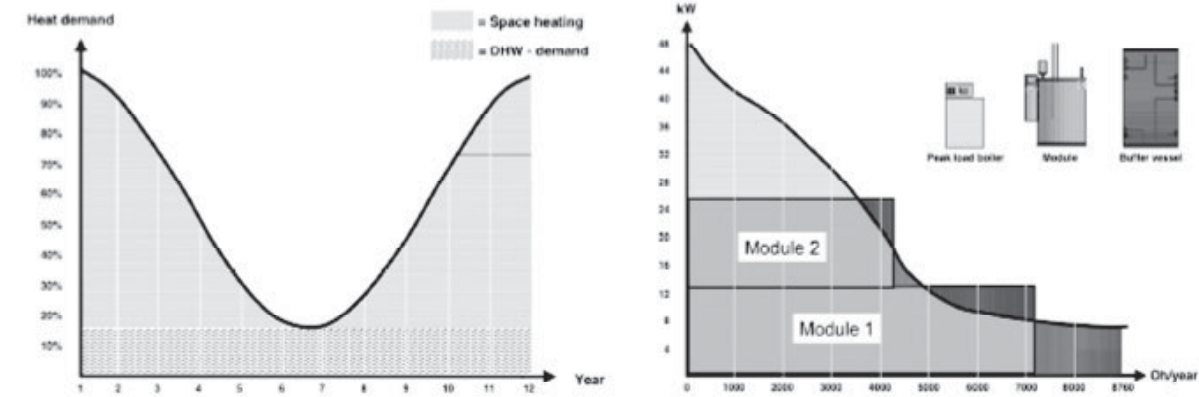 Heat demand
= Space heating
= DHW - demand
100%
90%
80%
70%
60%
50%
40%
30%
20%
10%
1 2 3 4 5 6 7 8 9 10 11 12
Year
kW
48
44
40
36
32
28
24
20
16
12
8
4
Peak load boiler
Module
Buffer vessel
Module 2
Module 1
0 1000 2000 3000 4000 5000 6000 7000 8000 8760
Oh/year